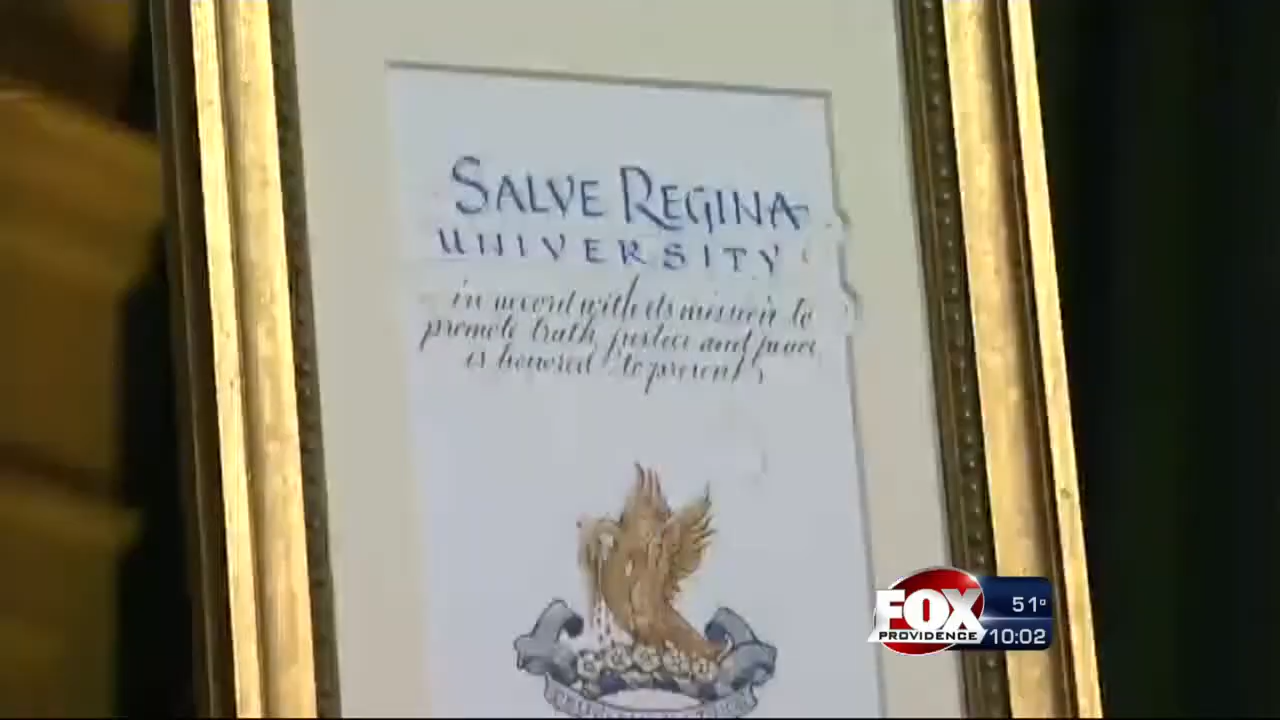 SALVE REGINA
UNIVERSITY
in accord with its mission to
promote truth, justice and peace
is honored to present
FOX 51°
PROVIDENCE 10:02